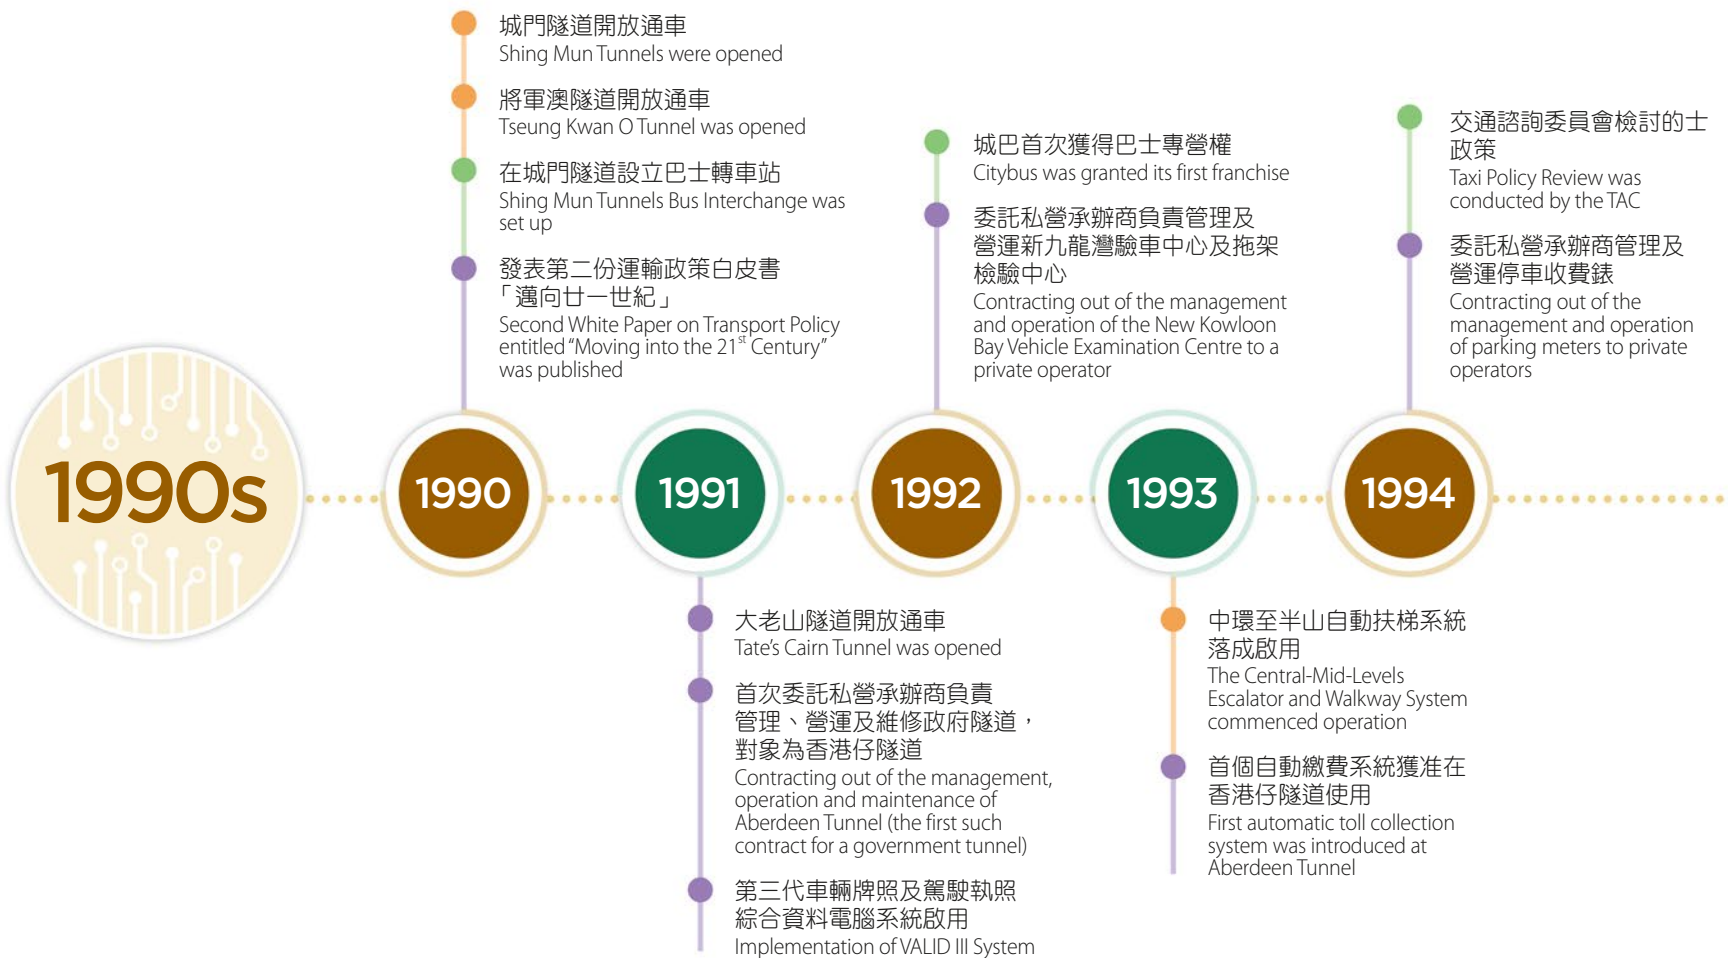 1990s
1990
城門隧道開放通車
Shing Mun Tunnels were opened
將軍澳隧道開放通車
Tseung Kwan O Tunnel was opened
在城門隧道設立巴士轉車站
Shing Mun Tunnels Bus Interchange was
set up
發表第二份運輸政策白皮書
「邁向廿一世紀」
Second White Paper on Transport Policy
entitled “Moving into the 21st Century”
was published
1991
大老山隧道開放通車
Tate’s Cairn Tunnel was opened
首次委託私營承辦商負責
管理、營運及維修政府隧道，
對象為香港仔隧道
Contracting out of the management,
operation and maintenance of
Aberdeen Tunnel (the first such
contract for a government tunnel)
第三代車輛牌照及駕駛執照
綜合資料電腦系統啟用
Implementation of VALID III System
1992
城巴首次獲得巴士專營權
Citybus was granted its first franchise
委託私營承辦商負責管理及
營運新九龍灣驗車中心及拖架
檢驗中心
Contracting out of the management
and operation of the New Kowloon
Bay Vehicle Examination Centre to a
private operator
1993
中環至半山自動扶梯系統
落成啟用
The Central-Mid-Levels
Escalator and Walkway System
commenced operation
首個自動繳費系統獲准在
香港仔隧道使用
First automatic toll collection
system was introduced at
Aberdeen Tunnel
1994
交通諮詢委員會檢討的士
政策
Taxi Policy Review was
conducted by the TAC
委託私營承辦商管理及
營運停車收費錶
Contracting out of the
management and operation
of parking meters to private
operators